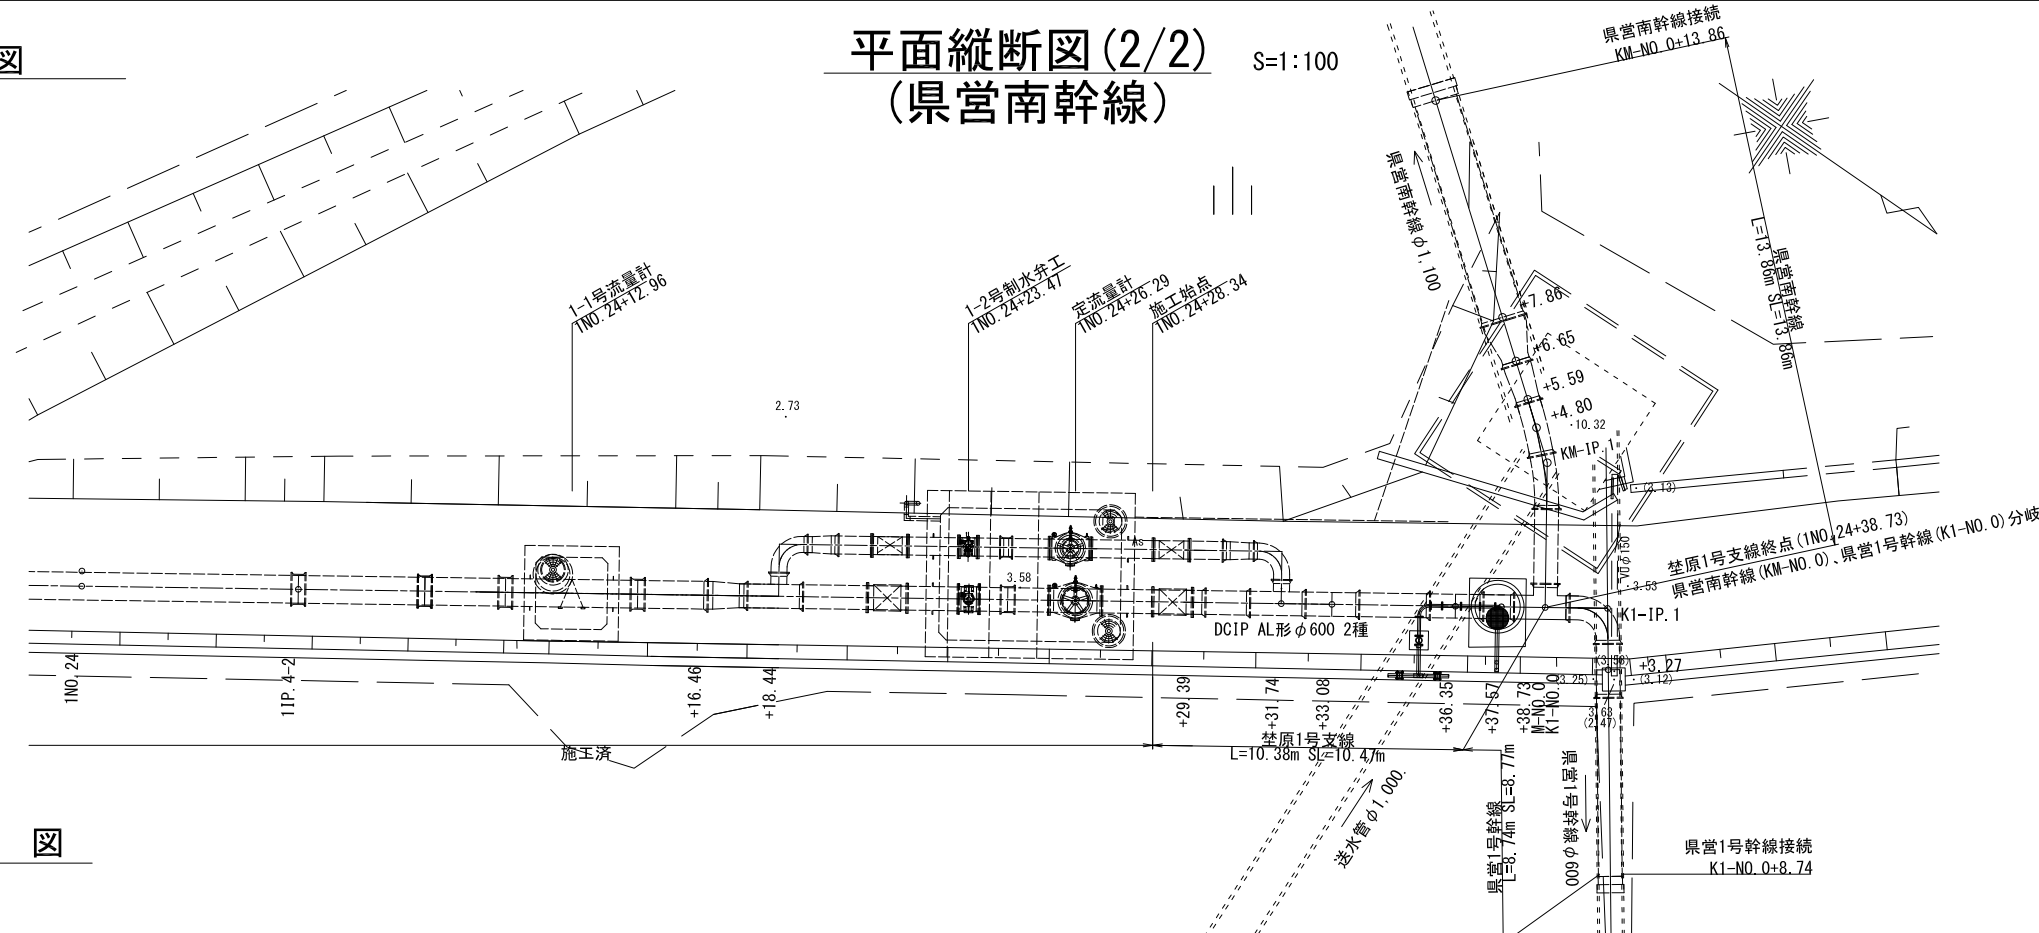 図
平面縦断図(2/2)
S=1:100
(県営南幹線)
県営南幹線接続
KM-NO.0+13.86
県営南幹線φ1,100
県営南幹線
L=13.86m SL=13.86m
1-1号流量計
1NO.24+12.96
1-2号制水弁工
1NO.24+23.47
定流量計
1NO.24+26.29
施工始点
1NO.24+28.34
+7.86
+6.65
+5.59
+4.80
10.32
KM-IP.1
2.73
(3.13)
埜原1号支線終点(1NO.24+38.73)
県営南幹線(KM-NO.0)、県営1号幹線(K1-NO.0)分岐
VUφ150
3.53
AS
3.58
DCIP AL形φ600 2種
K1-IP.1
1NO.24
1IP.4-2
+16.46
+18.44
+29.39
+31.74
+33.08
+36.35
+37.57
+38.73
M-NO.0
K1-NO.0
+3.27
(3.12)
3.63
(2.47)
施工済
埜原1号支線
L=10.38m SL=10.47m
送水管φ1,000
県営1号幹線
L=8.74m SL=8.77m
県営1号幹線φ600
県営1号幹線接続
K1-NO.0+8.74
図